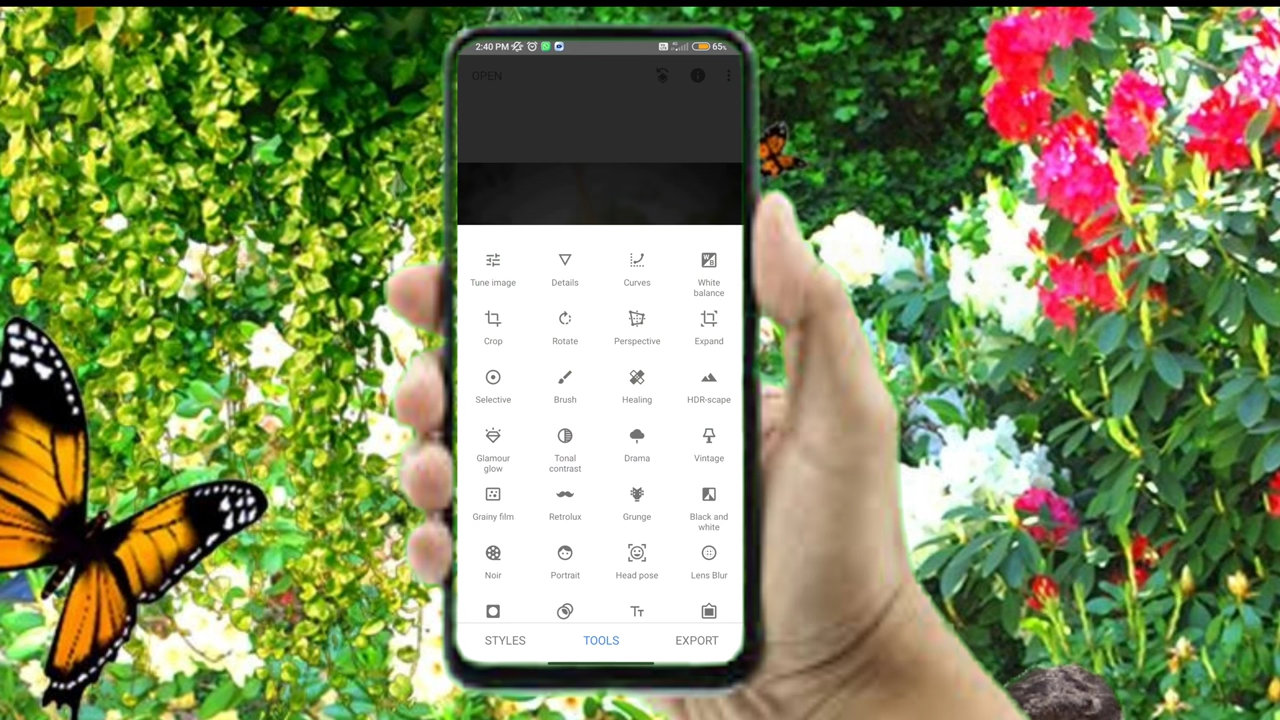 2:40 PM 65%
OPEN
Tune image Details Curves White balance
Crop Rotate Perspective Expand
Selective Brush Healing HDR-scape
Glamour glow Tonal contrast Drama Vintage
Grainy film Retrolux Grunge Black and white
Noir Portrait Head pose Lens Blur
STYLES TOOLS EXPORT